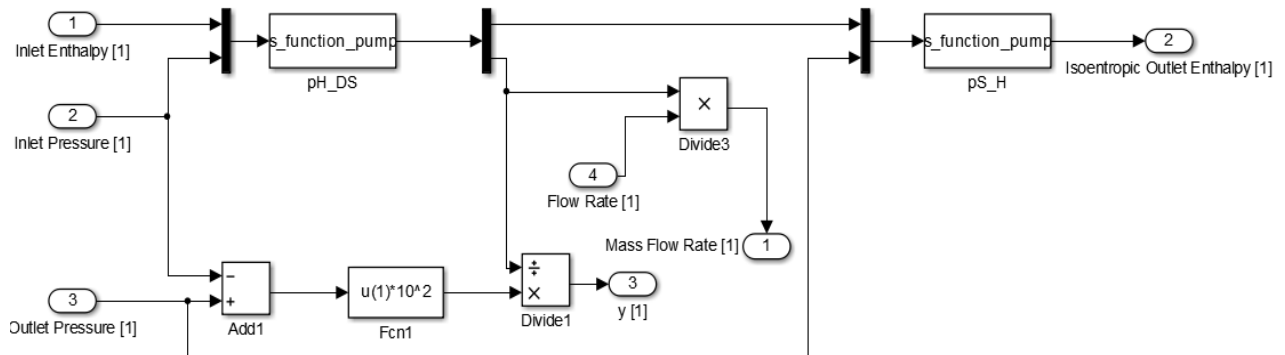 1
Inlet Enthalpy [1]
s_function_pump
pH_DS
s_function_pump
pS_H
2
Isoentropic Outlet Enthalpy [1]
2
Inlet Pressure [1]
×
Divide3
4
Flow Rate [1]
Mass Flow Rate [1]
1
3
Outlet Pressure [1]
−
+
Add1
u(1)*10^2
Fcn1
÷
×
Divide1
3
y [1]